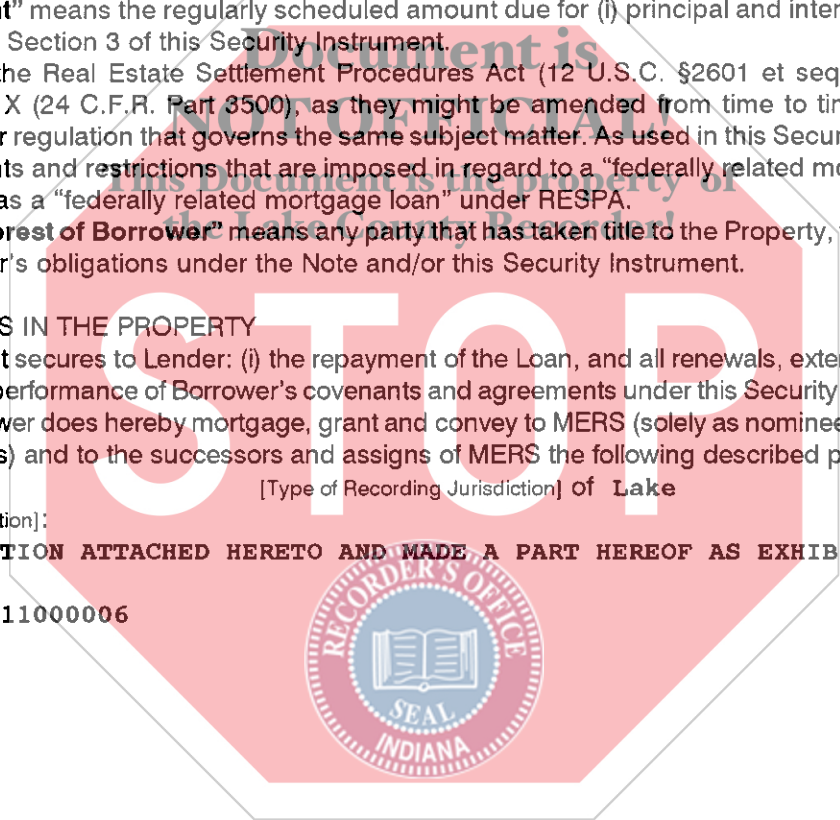 t” means the regularly scheduled amount due for (i) principal and inter
Section 3 of this Security Instrument.
he Real Estate Settlement Procedures Act (12 U.S.C. §2601 et seq
X (24 C.F.R. Part 3500), as they might be amended from time to tim
r regulation that governs the same subject matter. As used in this Secur
ts and restrictions that are imposed in regard to a “federally related mo
as a “federally related mortgage loan” under RESPA.
rest of Borrower” means any party that has taken title to the Property,
r's obligations under the Note and/or this Security Instrument.
Document is
NOT OFFICIAL!
This Document is the property of
the Lake County Recorder!
S IN THE PROPERTY
t secures to Lender: (i) the repayment of the Loan, and all renewals, exte
performance of Borrower's covenants and agreements under this Security
wer does hereby mortgage, grant and convey to MERS (solely as nominee
s) and to the successors and assigns of MERS the following described p
[Type of Recording Jurisdiction] of Lake
tion]:
TION ATTACHED HERETO AND MADE A PART HEREOF AS EXHIB
11000006
STOP
RECORDER'S OFFICE
SEAL
INDIANA